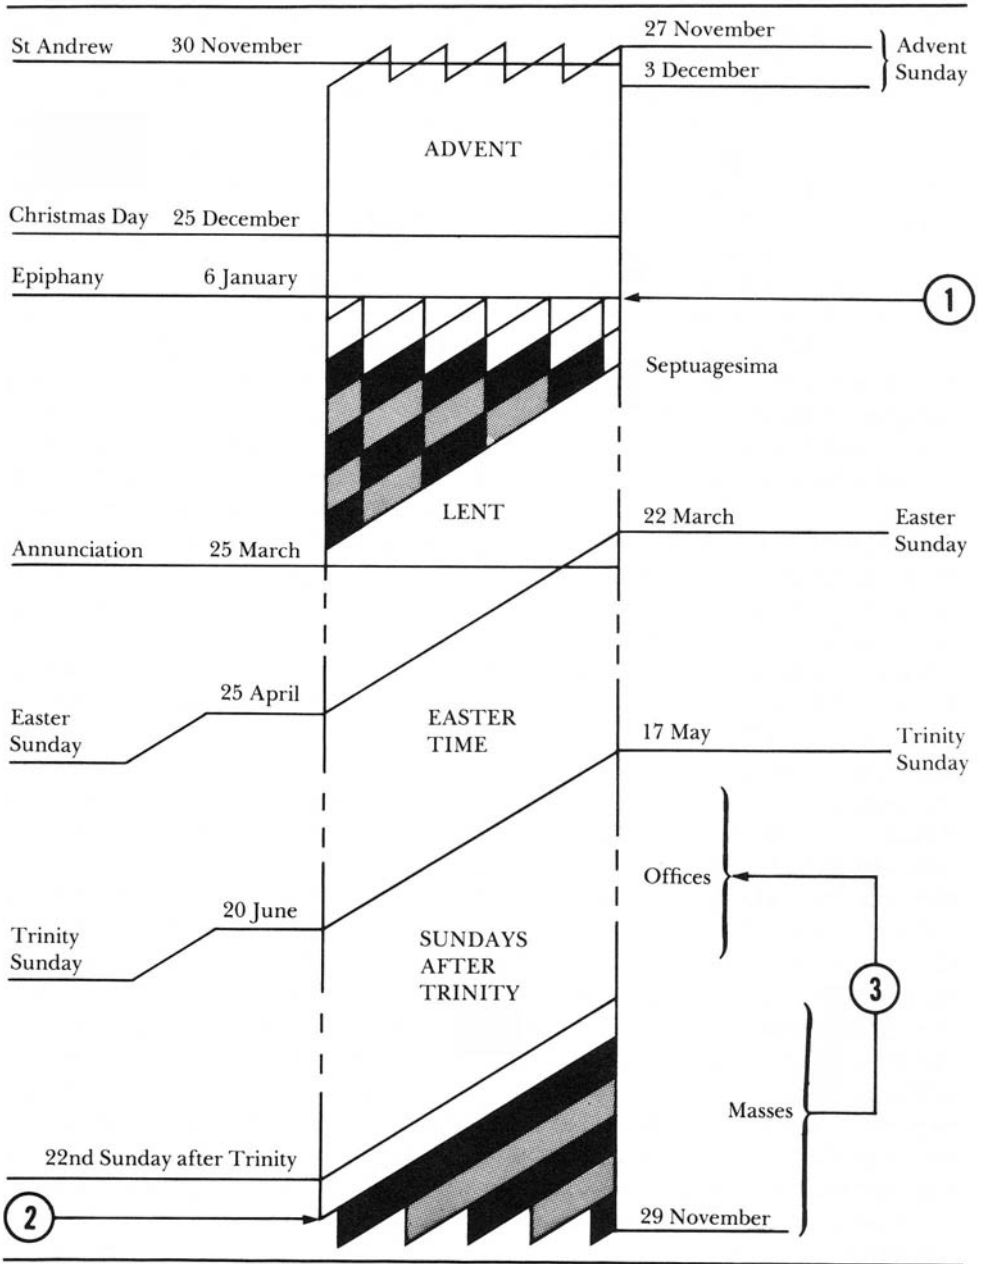 St Andrew 30 November
27 November
3 December
Advent
Sunday
ADVENT
Christmas Day 25 December
Epiphany 6 January
1
Septuagesima
LENT
22 March
Easter
Sunday
Annunciation 25 March
25 April
Easter
Sunday
EASTER
TIME
17 May
Trinity
Sunday
Offices
20 June
Trinity
Sunday
SUNDAYS
AFTER
TRINITY
3
Masses
22nd Sunday after Trinity
2
29 November